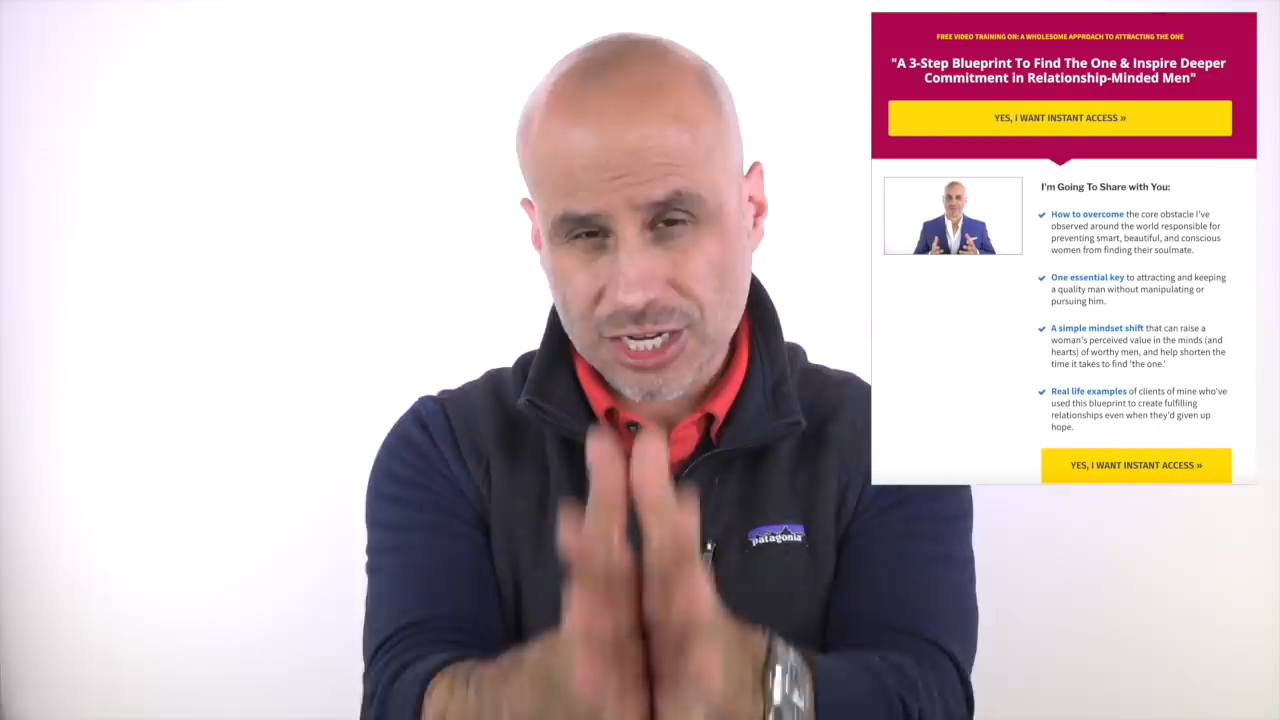 FREE VIDEO TRAINING ON: A WHOLESOME APPROACH TO ATTRACTING THE ONE
"A 3-Step Blueprint To Find The One & Inspire Deeper
Commitment in Relationship-Minded Men"
YES, I WANT INSTANT ACCESS »
I'm Going To Share with You:
How to overcome the core obstacle I've
observed around the world responsible for
preventing smart, beautiful, and conscious
women from finding their soulmate.
One essential key to attracting and keeping
a quality man without manipulating or
pursuing him.
A simple mindset shift that can raise a
woman's perceived value in the minds (and
hearts) of worthy men, and help shorten the
time it takes to find 'the one.'
Real life examples of clients of mine who've
used this blueprint to create fulfilling
relationships even when they'd given up
hope.
YES, I WANT INSTANT ACCESS »
patagonia